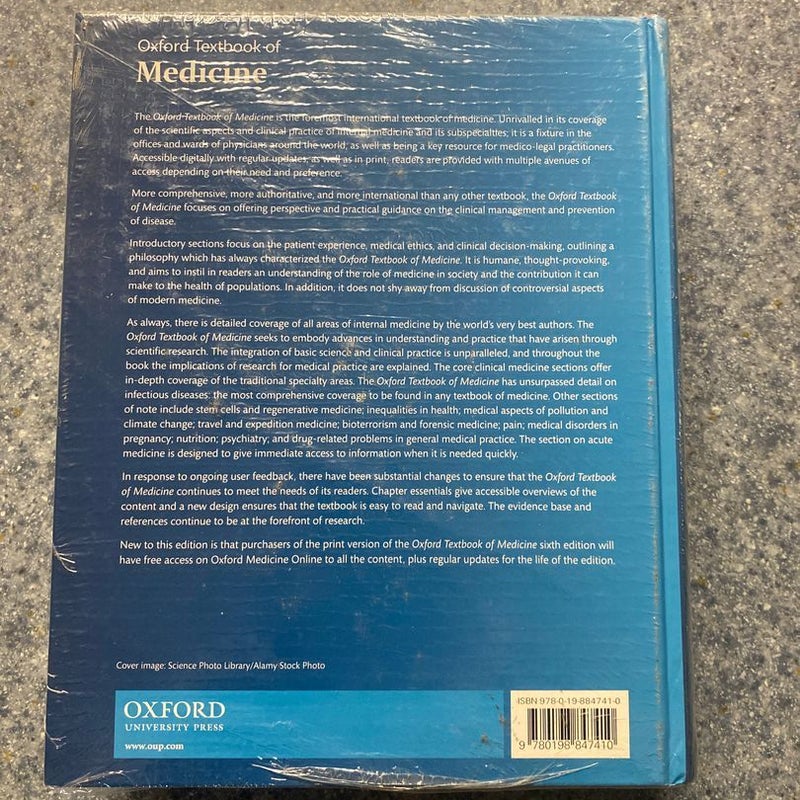 Oxford Textbook of
Medicine
The Oxford Textbook of Medicine is the foremost international textbook of medicine. Unrivalled in its coverage
of the scientific aspects and clinical practice of internal medicine and its subspecialties, it is a fixture in the
offices and wards of physicians around the world, as well as being a key resource for medico-legal practitioners.
Accessible digitally with regular updates, as well as in print, readers are provided with multiple avenues of
access depending on their need and preference.
More comprehensive, more authoritative, and more international than any other textbook, the Oxford Textbook
of Medicine focuses on offering perspective and practical guidance on the clinical management and prevention
of disease.
Introductory sections focus on the patient experience, medical ethics, and clinical decision-making, outlining a
philosophy which has always characterized the Oxford Textbook of Medicine. It is humane, thought-provoking,
and aims to instil in readers an understanding of the role of medicine in society and the contribution it can
make to the health of populations. In addition, it does not shy away from discussion of controversial aspects
of modern medicine.
As always, there is detailed coverage of all areas of internal medicine by the world's very best authors. The
Oxford Textbook of Medicine seeks to embody advances in understanding and practice that have arisen through
scientific research. The integration of basic science and clinical practice is unparalleled, and throughout the
book the implications of research for medical practice are explained. The core clinical medicine sections offer
in-depth coverage of the traditional specialty areas. The Oxford Textbook of Medicine has unsurpassed detail on
infectious diseases: the most comprehensive coverage to be found in any textbook of medicine. Other sections
of note include stem cells and regenerative medicine; inequalities in health; medical aspects of pollution and
climate change; travel and expedition medicine; bioterrorism and forensic medicine; pain; medical disorders in
pregnancy; nutrition; psychiatry; and drug-related problems in general medical practice. The section on acute
medicine is designed to give immediate access to information when it is needed quickly.
In response to ongoing user feedback, there have been substantial changes to ensure that the Oxford Textbook
of Medicine continues to meet the needs of its readers. Chapter essentials give accessible overviews of the
content and a new design ensures that the textbook is easy to read and navigate. The evidence base and
references continue to be at the forefront of research.
New to this edition is that purchasers of the print version of the Oxford Textbook of Medicine sixth edition will
have free access on Oxford Medicine Online to all the content, plus regular updates for the life of the edition.
Cover image: Science Photo Library/Alamy Stock Photo
OXFORD
UNIVERSITY PRESS
www.oup.com
ISBN 978-0-19-884741-0
9 780198 847410